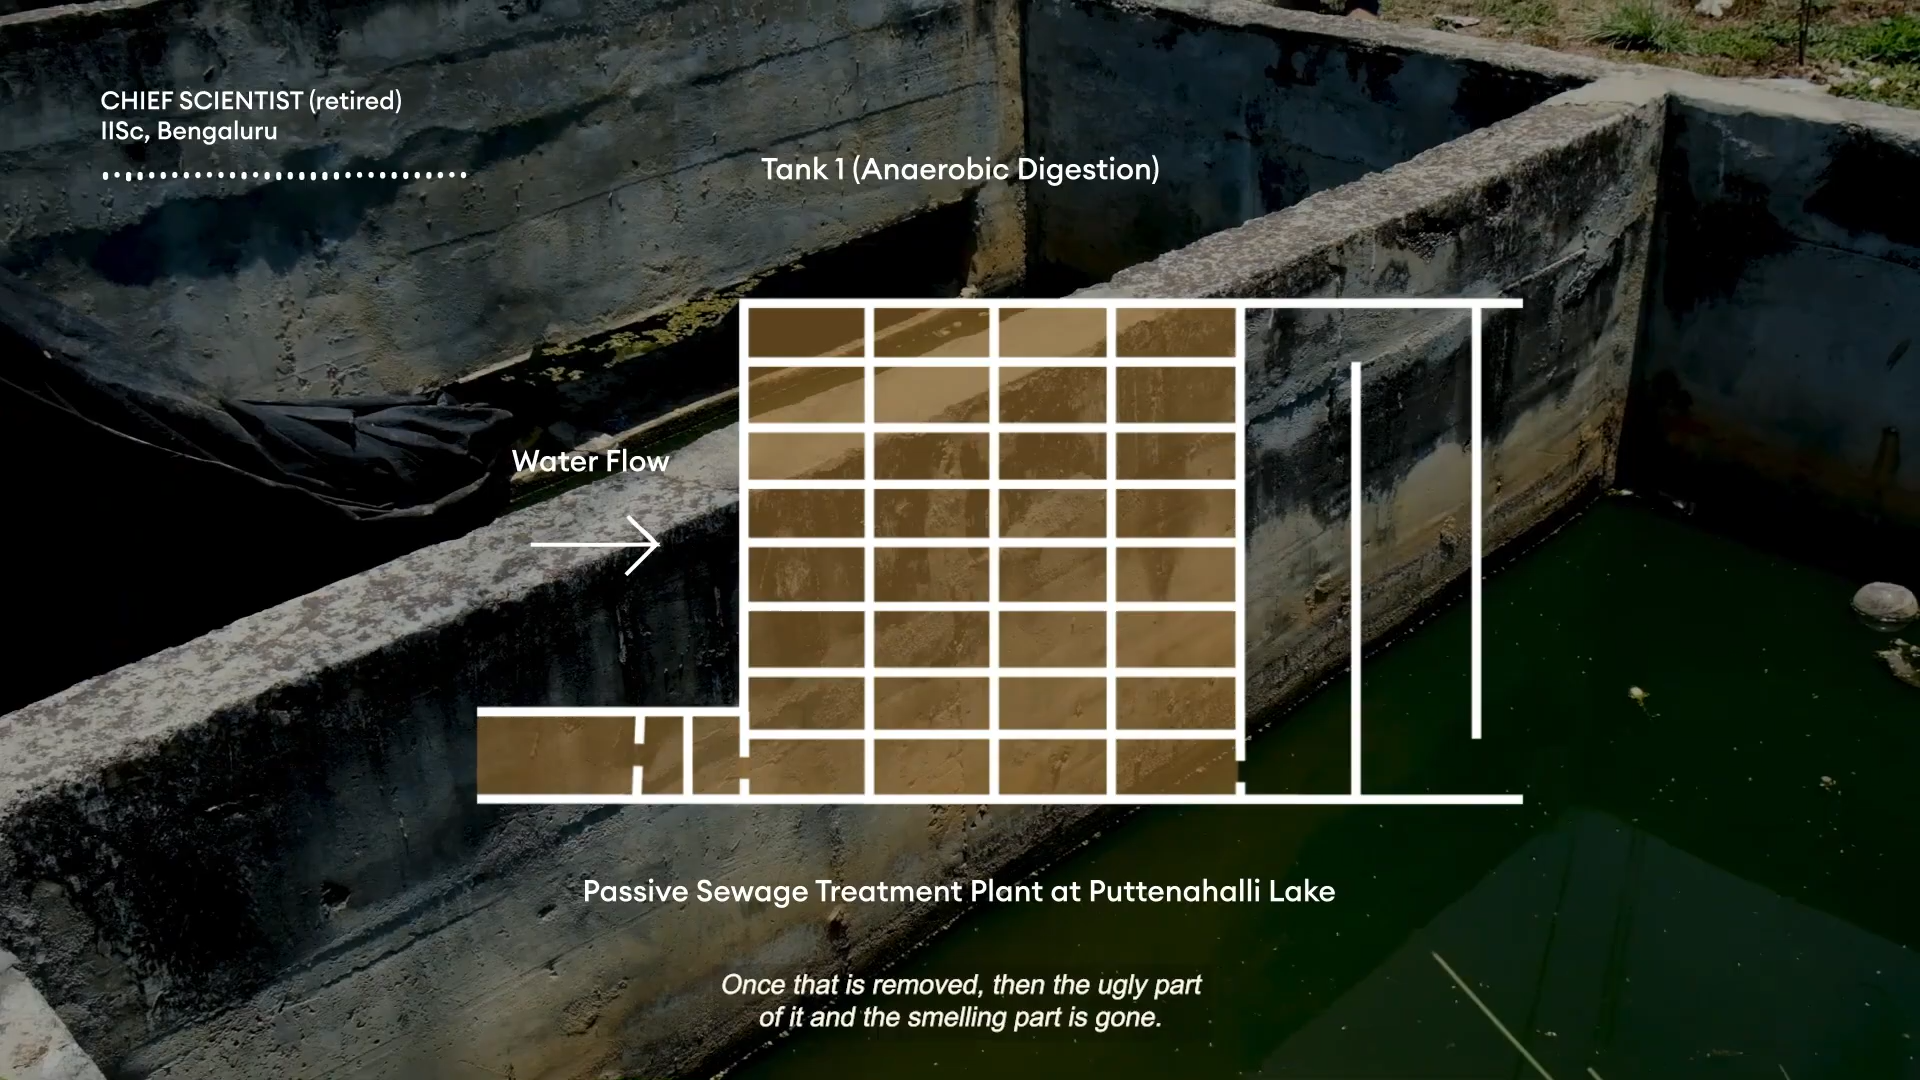 CHIEF SCIENTIST (retired)
IISc, Bengaluru
Tank 1 (Anaerobic Digestion)
Water Flow
Passive Sewage Treatment Plant at Puttenahalli Lake
Once that is removed, then the ugly part
of it and the smelling part is gone.